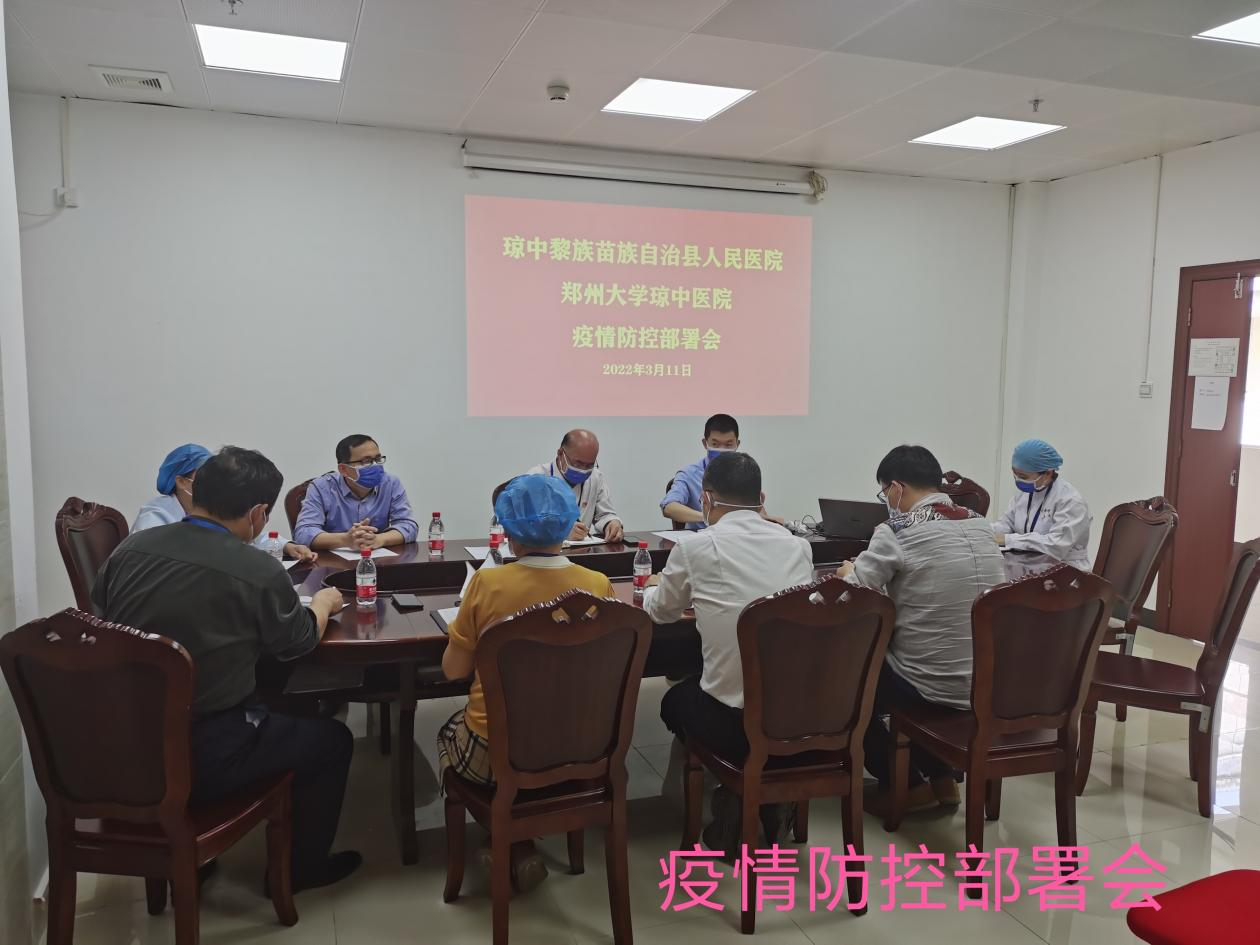 琼中黎族苗族自治县人民医院
郑州大学琼中医院
疫情防控部署会
2022年3月11日
疫情防控部署会